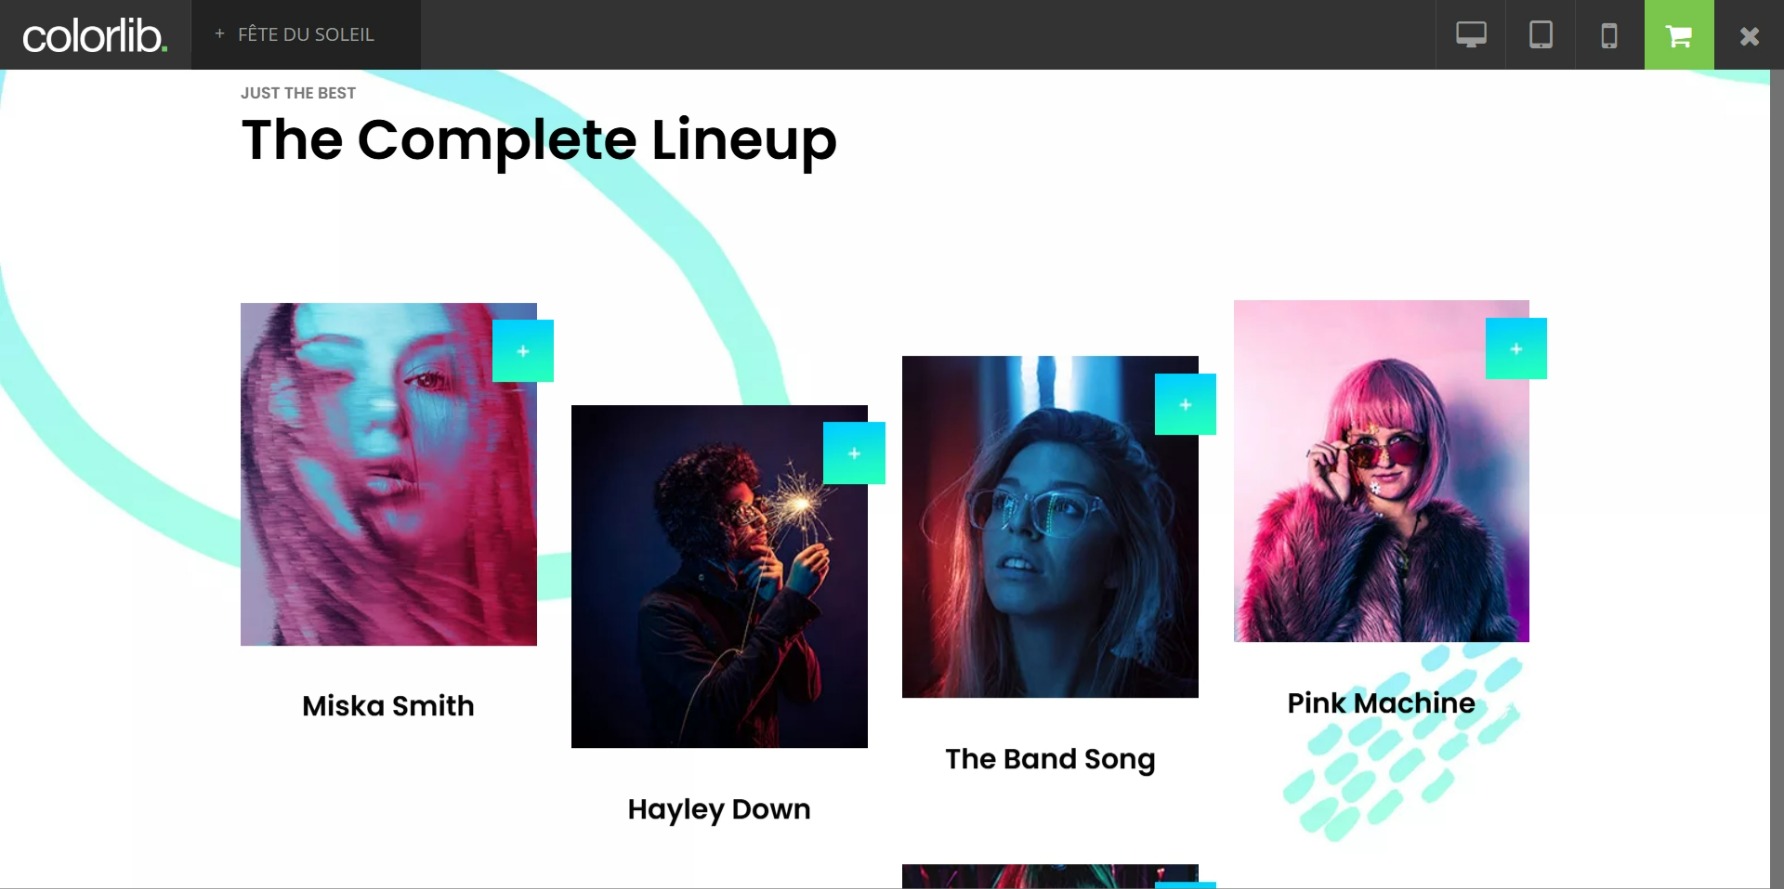 colorlib.
+ FÊTE DU SOLEIL
JUST THE BEST
The Complete Lineup
+
+
+
+
Miska Smith
Pink Machine
The Band Song
Hayley Down